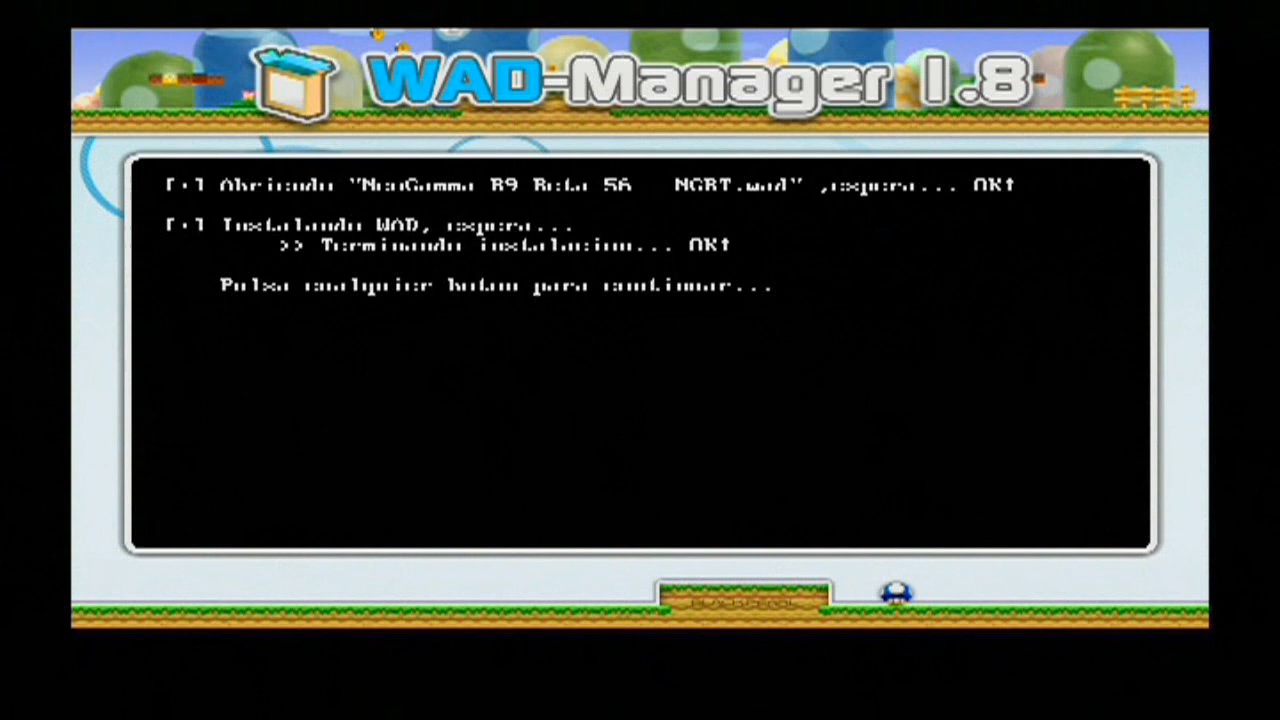 WAD-Manager 1.8
[+] Abriendo "NeoGamma R9 Beta 56   NGBT.wad" ,espera... OK!
[+] Instalando WAD, espera...
>> Terminando instalacion... OK!
Pulsa cualquier boton para continuar...